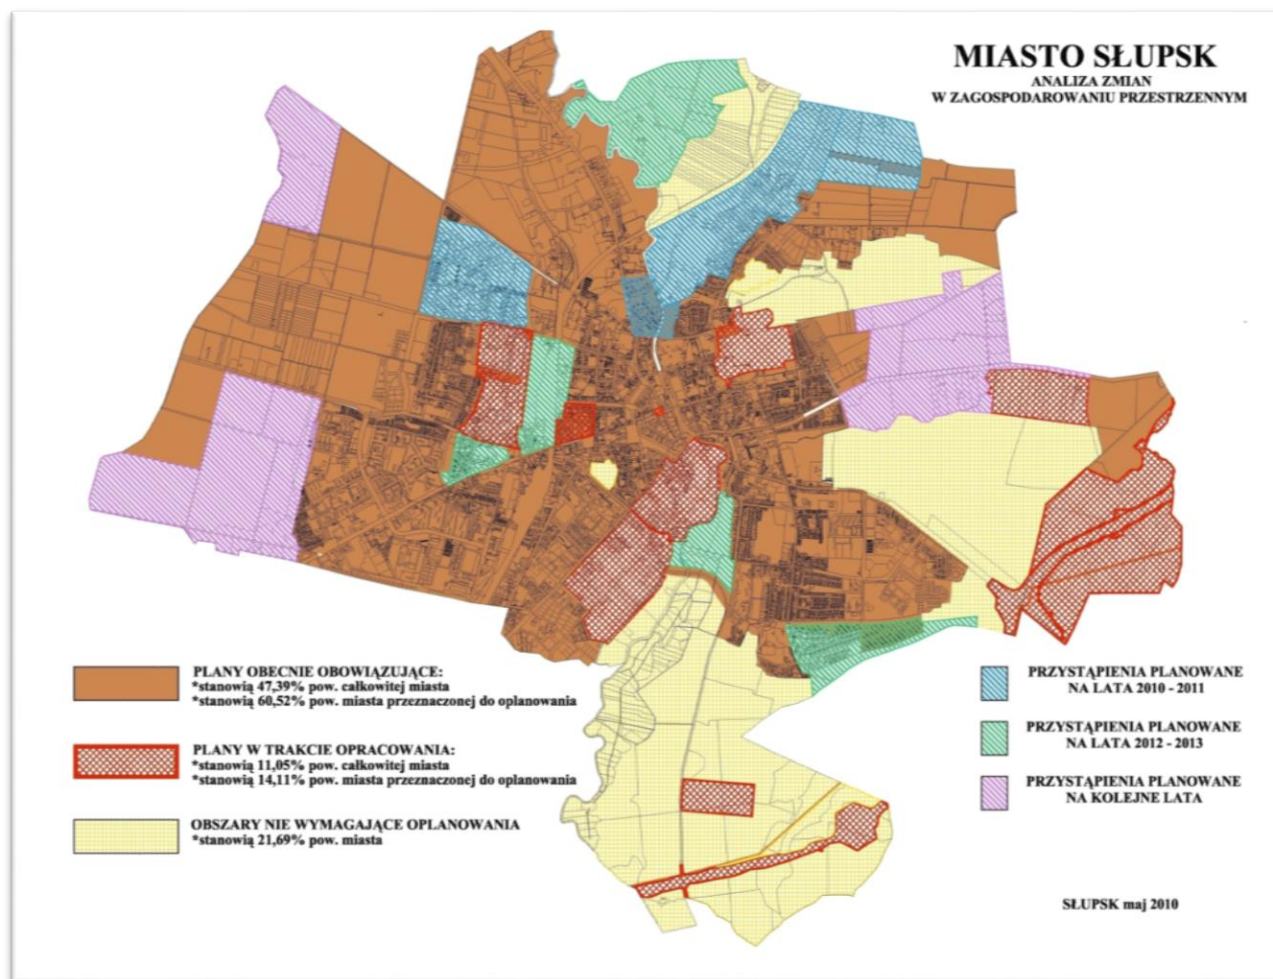 MIASTO SŁUPSK
ANALIZA ZMIAN
W ZAGOSPODAROWANIU PRZESTRZENNYM
PLANY OBECNIE OBOWIĄZUJĄCE:
*stanowią 47,39% pow. całkowitej miasta
*stanowią 60,52% pow. miasta przeznaczonej do oplanowania
PLANY W TRAKCIE OPRACOWANIA:
*stanowią 11,05% pow. całkowitej miasta
*stanowią 14,11% pow. miasta przeznaczonej do oplanowania
OBSZARY NIE WYMAGAJĄCE OPLANOWANIA
*stanowią 21,69% pow. miasta
PRZYSTĄPIENIA PLANOWANE
NA LATA 2010 - 2011
PRZYSTĄPIENIA PLANOWANE
NA LATA 2012 - 2013
PRZYSTĄPIENIA PLANOWANE
NA KOLEJNE LATA
SŁUPSK maj 2010